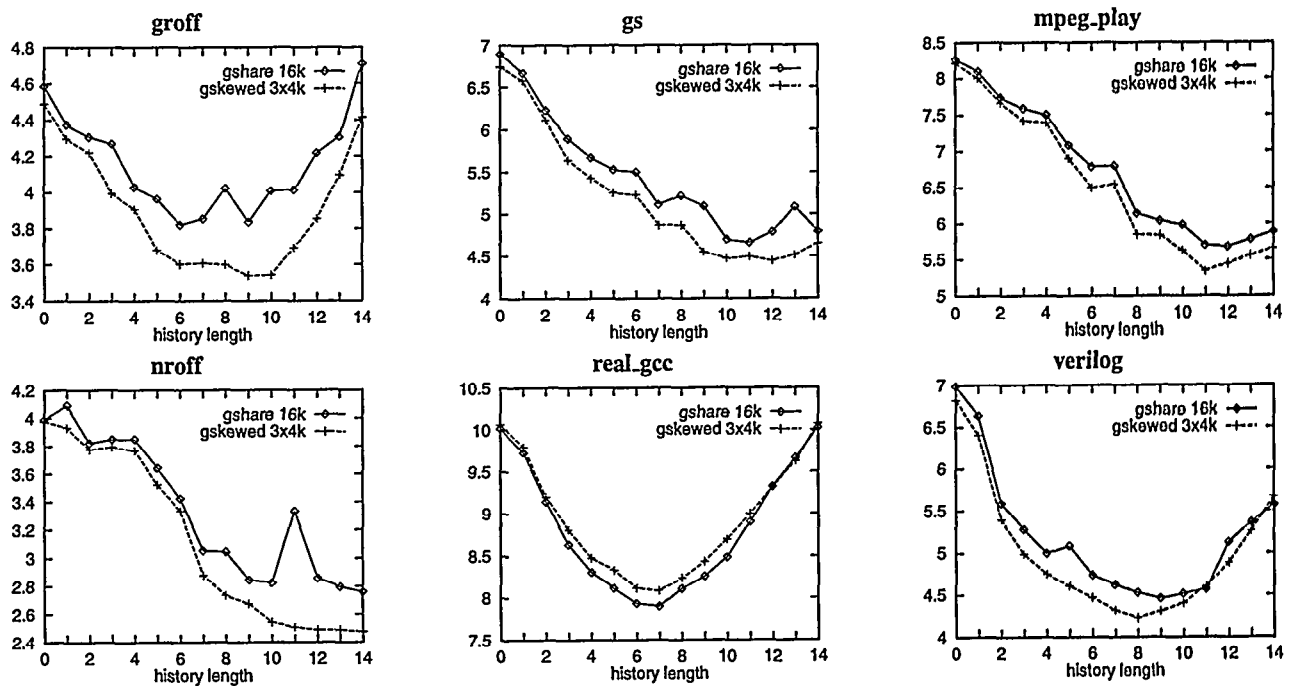 groff
4.8
4.6
4.4
4.2
4
3.8
3.6
3.4
gshare 16k
gskewed 3x4k
0 2 4 6 8 10 12 14
history length
gs
7
6.5
6
5.5
5
4.5
4
gshare 16k
gskewed 3x4k
0 2 4 6 8 10 12 14
history length
mpeg_play
8.5
8
7.5
7
6.5
6
5.5
5
gshare 16k
gskewed 3x4k
0 2 4 6 8 10 12 14
history length
nroff
4.2
4
3.8
3.6
3.4
3.2
3
2.8
2.6
2.4
gshare 16k
gskewed 3x4k
0 2 4 6 8 10 12 14
history length
real_gcc
10.5
10
9.5
9
8.5
8
7.5
gshare 16k
gskewed 3x4k
0 2 4 6 8 10 12 14
history length
verilog
7
6.5
6
5.5
5
4.5
4
gshare 16k
gskewed 3x4k
0 2 4 6 8 10 12 14
history length